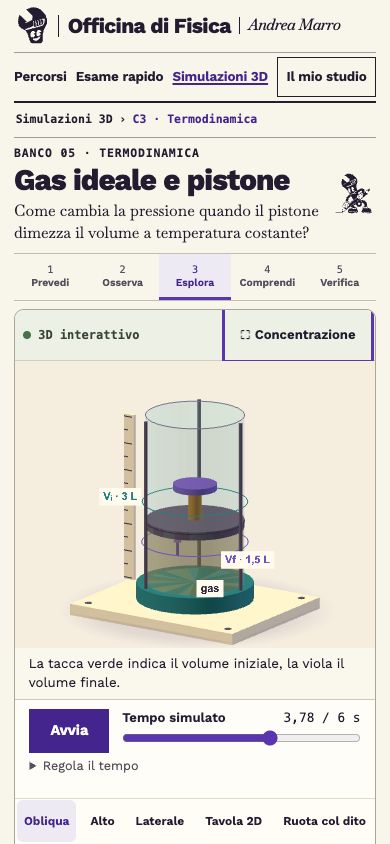 Officina di Fisica | Andrea Marro
Percorsi Esame rapido Simulazioni 3D Il mio studio
Simulazioni 3D › C3 · Termodinamica
BANCO 05 · TERMODINAMICA
Gas ideale e pistone
Come cambia la pressione quando il pistone
dimezza il volume a temperatura costante?
1 2 3 4 5
Prevedi Osserva Esplora Comprendi Verifica
3D interattivo
Concentrazione
Vᵢ · 3 L
Vf · 1,5 L
gas
La tacca verde indica il volume iniziale, la viola il
volume finale.
Avvia
Tempo simulato 3,78 / 6 s
▶ Regola il tempo
Obliqua Alto Laterale Tavola 2D Ruota col dito